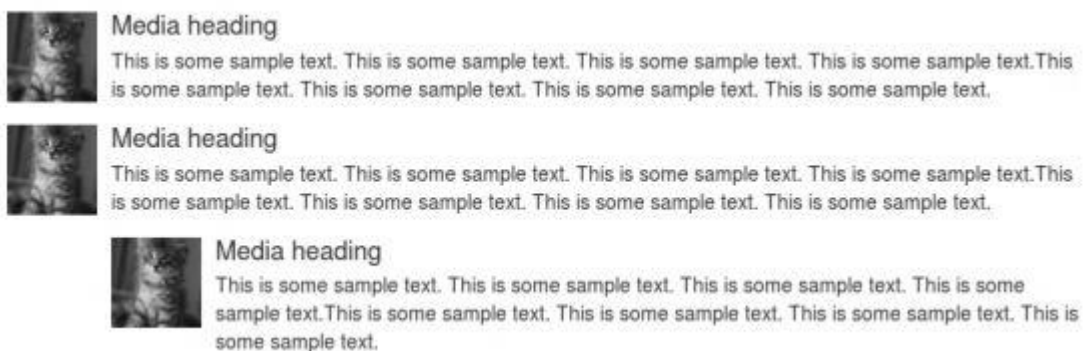 Media heading
This is some sample text. This is some sample text. This is some sample text. This is some sample text.This
is some sample text. This is some sample text. This is some sample text. This is some sample text.
Media heading
This is some sample text. This is some sample text. This is some sample text. This is some sample text.This
is some sample text. This is some sample text. This is some sample text. This is some sample text.
Media heading
This is some sample text. This is some sample text. This is some sample text. This is some
sample text.This is some sample text. This is some sample text. This is some sample text. This is
some sample text.